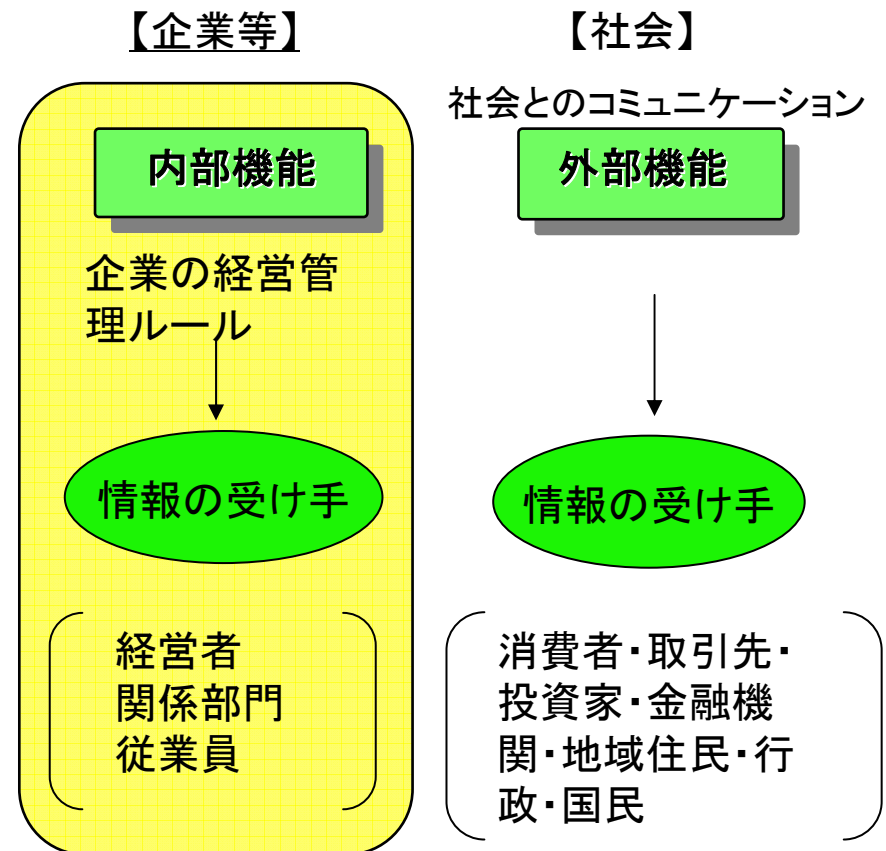 【企業等】
内部機能
企業の経営管
理ルール
情報の受け手
経営者
関係部門
従業員
【社会】
社会とのコミュニケーション
外部機能
情報の受け手
消費者・取引先・
投資家・金融機
関・地域住民・行
政・国民